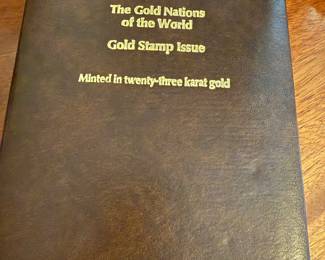 The Gold Nations
of the World
Gold Stamp Issue
Minted in twenty-three karat gold